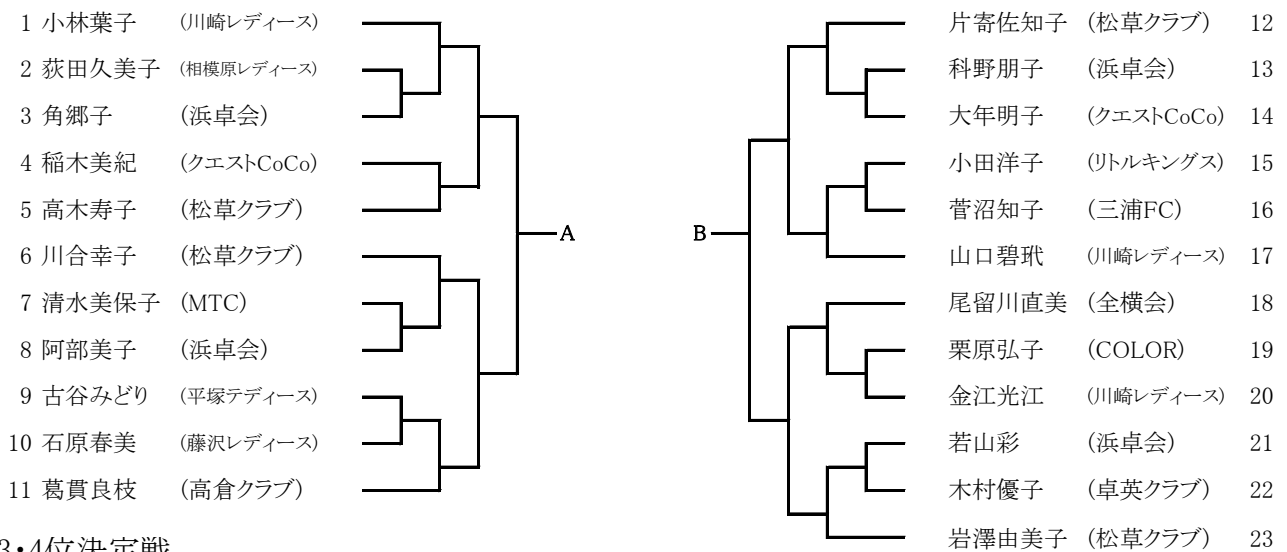 1 小林葉子 (川崎レディース)
2 荻田久美子 (相模原レディース)
3 角郷子 (浜卓会)
4 稲木美紀 (クエストCoCo)
5 高木寿子 (松草クラブ)
6 川合幸子 (松草クラブ)
7 清水美保子 (MTC)
8 阿部美子 (浜卓会)
9 古谷みどり (平塚テディース)
10 石原春美 (藤沢レディース)
11 葛貫良枝 (高倉クラブ)
A
B
片寄佐知子 (松草クラブ) 12
科野朋子 (浜卓会) 13
大年明子 (クエストCoCo) 14
小田洋子 (リトルキングス) 15
菅沼知子 (三浦FC) 16
山口碧玳 (川崎レディース) 17
尾留川直美 (全横会) 18
栗原弘子 (COLOR) 19
金江光江 (川崎レディース) 20
若山彩 (浜卓会) 21
木村優子 (卓英クラブ) 22
岩澤由美子 (松草クラブ) 23
3・4位決定戦